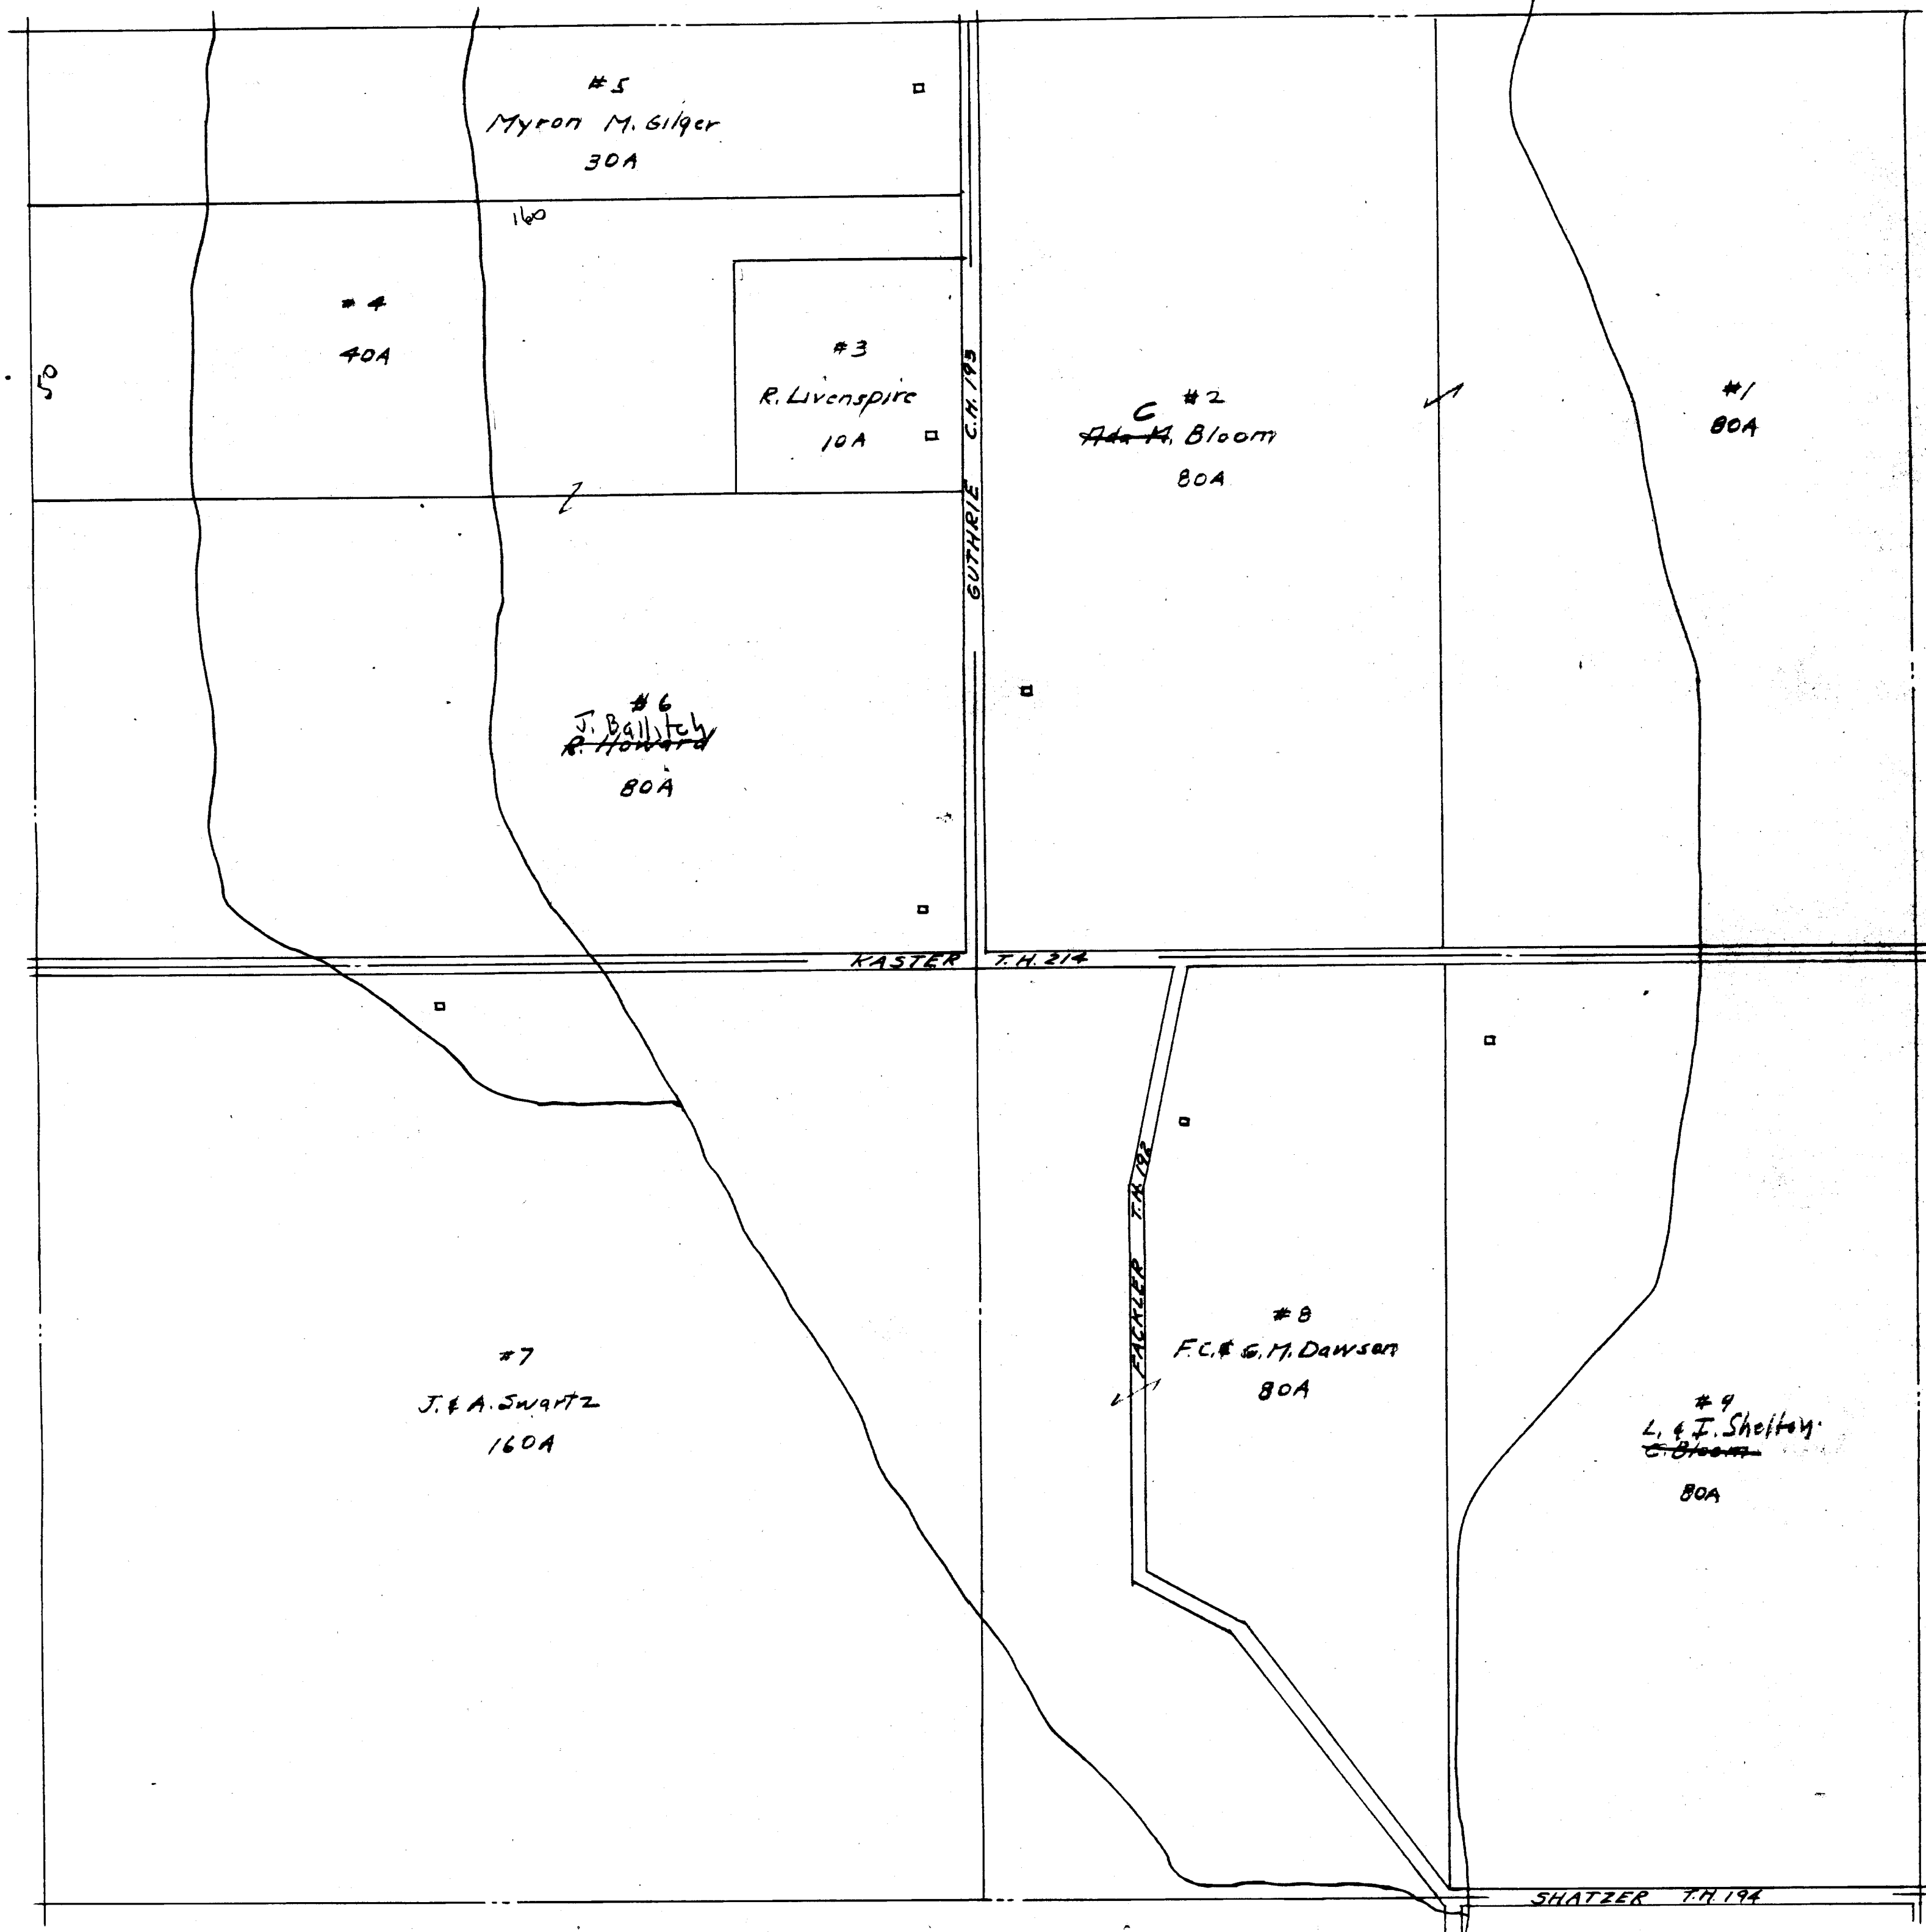 #5
Myron M. Gilger
30A
160
#4
40A
50
#3
R. Livenspire
10A
GUTHRIE C.H. 193
C #2
Ada M. Bloom
80A
#1
80A
#6
J. Ballitch
R. Howard
80A
KASTER T.H. 214
FACKLER T.H. 192
#7
J. & A. Swartz
160A
#8
F.C. & G.M. Dawson
80A
#9
L. & I. Shelton
C. Bloom
80A
SHATZER T.H. 194